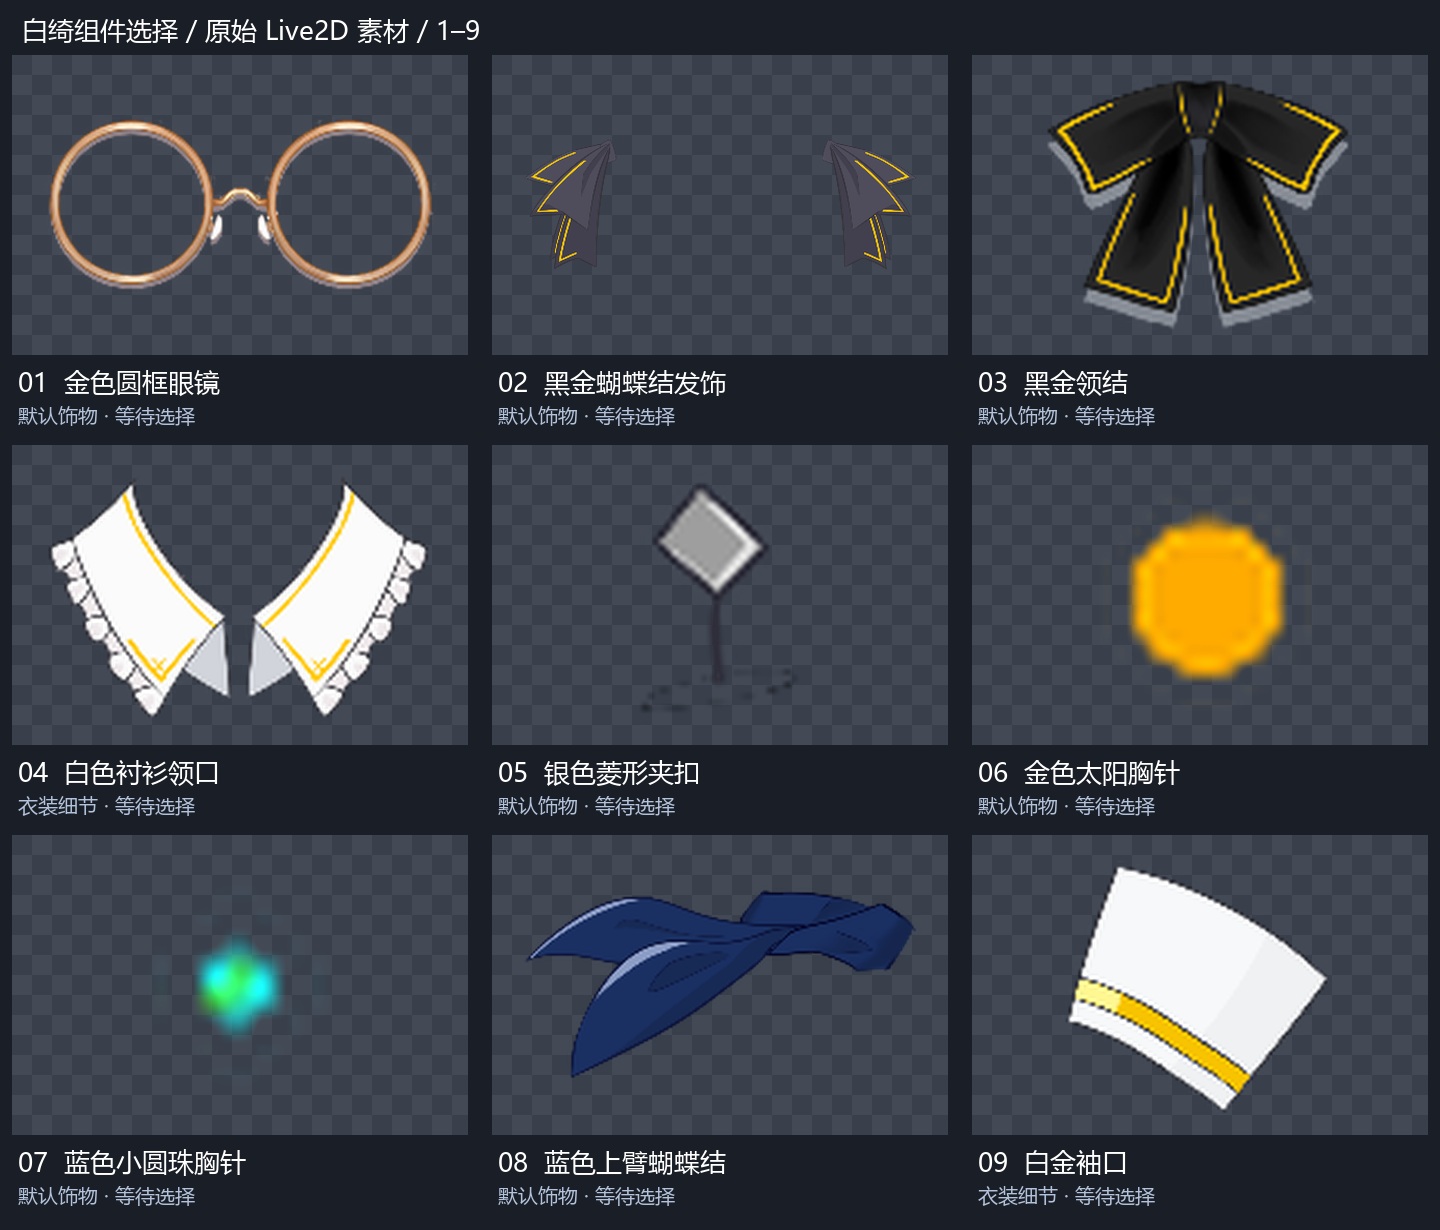 白绮组件选择 / 原始 Live2D 素材 / 1–9
01 金色圆框眼镜
默认饰物 · 等待选择
02 黑金蝴蝶结发饰
默认饰物 · 等待选择
03 黑金领结
默认饰物 · 等待选择
04 白色衬衫领口
衣装细节 · 等待选择
05 银色菱形夹扣
默认饰物 · 等待选择
06 金色太阳胸针
默认饰物 · 等待选择
07 蓝色小圆珠胸针
默认饰物 · 等待选择
08 蓝色上臂蝴蝶结
默认饰物 · 等待选择
09 白金袖口
衣装细节 · 等待选择